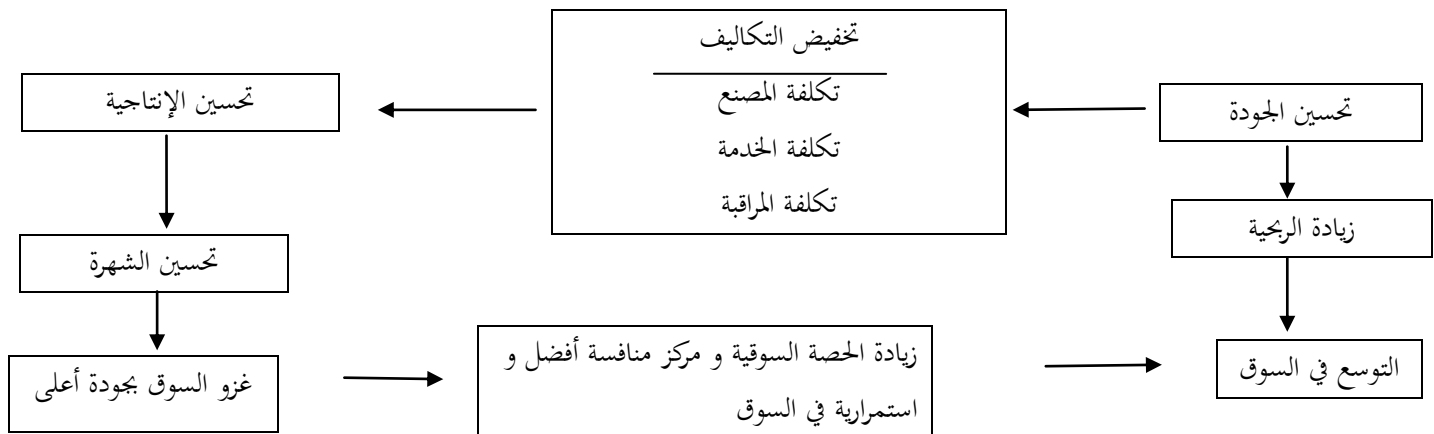 تخفيض التكاليف
تكلفة المصنع
تكلفة الخدمة
تكلفة المراقبة
تحسين الجودة
تحسين الإنتاجية
زيادة الربحية
تحسين الشهرة
التوسع في السوق
زيادة الحصة السوقية و مركز منافسة أفضل و
استمرارية في السوق
غزو السوق بجودة أعلى